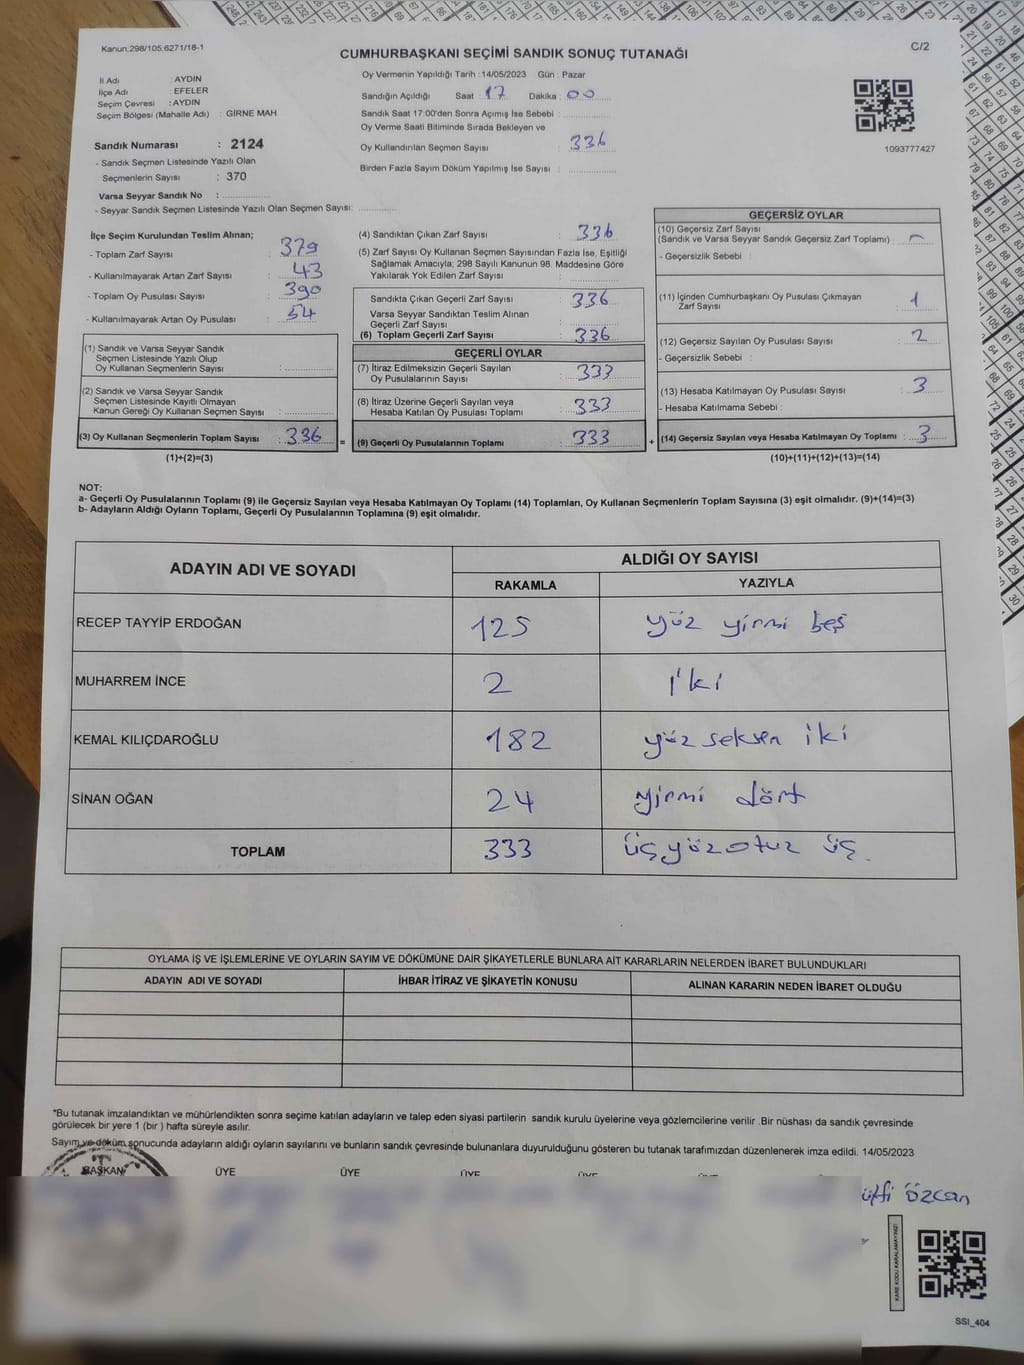 Kanun:298/105,6271/18-1
C/2
CUMHURBAŞKANI SEÇİMİ SANDIK SONUÇ TUTANAĞI
İl Adı : AYDIN
İlçe Adı : EFELER
Seçim Çevresi : AYDIN
Seçim Bölgesi (Mahalle Adı) : GİRNE MAH.
Sandık Numarası : 2124
- Sandık Seçmen Listesinde Yazılı Olan
Seçmenlerin Sayısı : 370
Varsa Seyyar Sandık No :
- Seyyar Sandık Seçmen Listesinde Yazılı Olan Seçmen Sayısı:
Oy Vermenin Yapıldığı Tarih :14/05/2023 Gün : Pazar
Sandığın Açıldığı Saat : 17 Dakika : 00
Sandık Saat 17:00'den Sonra Açımış İse Sebebi :
Oy Verme Saati Bitiminde Sırada Bekleyen ve
Oy Kullandırılan Seçmen Sayısı : 336
Birden Fazla Sayım Döküm Yapılmış İse Sayısı :
1093777427
İlçe Seçim Kurulundan Teslim Alınan;
- Toplam Zarf Sayısı : 379
- Kullanılmayarak Artan Zarf Sayısı : 43
- Toplam Oy Pusulası Sayısı : 390
- Kullanılmayarak Artan Oy Pusulası : 54
(1) Sandık ve Varsa Seyyar Sandık
Seçmen Listesinde Yazılı Olup
Oy Kullanan Seçmenlerin Sayısı :
(2) Sandık ve Varsa Seyyar Sandık
Seçmen Listesinde Kayıtlı Olmayan
Kanun Gereği Oy Kullanan Seçmen Sayısı :
(3) Oy Kullanan Seçmenlerin Toplam Sayısı : 336
(1)+(2)=(3)
(4) Sandıktan Çıkan Zarf Sayısı : 336
(5) Zarf Sayısı Oy Kullanan Seçmen Sayısından Fazla İse, Eşitliği
Sağlamak Amacıyla; 298 Sayılı Kanunun 98. Maddesine Göre
Yakılarak Yok Edilen Zarf Sayısı :
Sandıkta Çıkan Geçerli Zarf Sayısı : 336
Varsa Seyyar Sandıktan Teslim Alınan
Geçerli Zarf Sayısı :
(6) Toplam Geçerli Zarf Sayısı : 336
GEÇERLİ OYLAR
(7) İtiraz Edilmeksizin Geçerli Sayılan
Oy Pusulalarının Sayısı : 333
(8) İtiraz Üzerine Geçerli Sayılan veya
Hesaba Katılan Oy Pusulası Toplamı : 333
= (9) Geçerli Oy Pusulalarının Toplamı : 333
GEÇERSİZ OYLAR
(10) Geçersiz Zarf Sayısı
(Sandık ve Varsa Seyyar Sandık Geçersiz Zarf Toplamı) :
- Geçersizlik Sebebi :
(11) İçinden Cumhurbaşkanı Oy Pusulası Çıkmayan
Zarf Sayısı : 1
(12) Geçersiz Sayılan Oy Pusulası Sayısı : 2
- Geçersizlik Sebebi :
(13) Hesaba Katılmayan Oy Pusulası Sayısı : 3
- Hesaba Katılmama Sebebi :
+ (14) Geçersiz Sayılan veya Hesaba Katılmayan Oy Toplamı : 3
(10)+(11)+(12)+(13)=(14)
NOT:
a- Geçerli Oy Pusulalarının Toplamı (9) ile Geçersiz Sayılan veya Hesaba Katılmayan Oy Toplamı (14) Toplamları, Oy Kullanan Seçmenlerin Toplam Sayısına (3) eşit olmalıdır. (9)+(14)=(3)
b- Adayların Aldığı Oyların Toplamı, Geçerli Oy Pusulalarının Toplamına (9) eşit olmalıdır.
ADAYIN ADI VE SOYADI
ALDIĞI OY SAYISI
RAKAMLA YAZIYLA
RECEP TAYYİP ERDOĞAN 125 yüz yirmi beş
MUHARREM İNCE 2 iki
KEMAL KILIÇDAROĞLU 182 yüz seksen iki
SİNAN OĞAN 24 yirmi dört
TOPLAM 333 üçyüzotuz üç.
OYLAMA İŞ VE İŞLEMLERİNE VE OYLARIN SAYIM VE DÖKÜMÜNE DAİR ŞİKAYETLERLE BUNLARA AİT KARARLARIN NELERDEN İBARET BULUNDUKLARI
ADAYIN ADI VE SOYADI İHBAR İTİRAZ VE ŞİKAYETİN KONUSU ALINAN KARARIN NEDEN İBARET OLDUĞU
*Bu tutanak imzalandıktan ve mühürlendikten sonra seçime katılan adayların ve talep eden siyasi partilerin sandık kurulu üyelerine veya gözlemcilerine verilir .Bir nüshası da sandık çevresinde
görülecek bir yere 1 (bir ) hafta süreyle asılır.
Sayım ve döküm sonucunda adayların aldığı oyların sayılarını ve bunların sandık çevresinde bulunanlara duyurulduğunu gösteren bu tutanak tarafımızdan düzenlenerek imza edildi. 14/05/2023
BAŞKAN ÜYE ÜYE ÜYE
özcan
KARE KODU KARALAMAYINIZ!
SSI_404